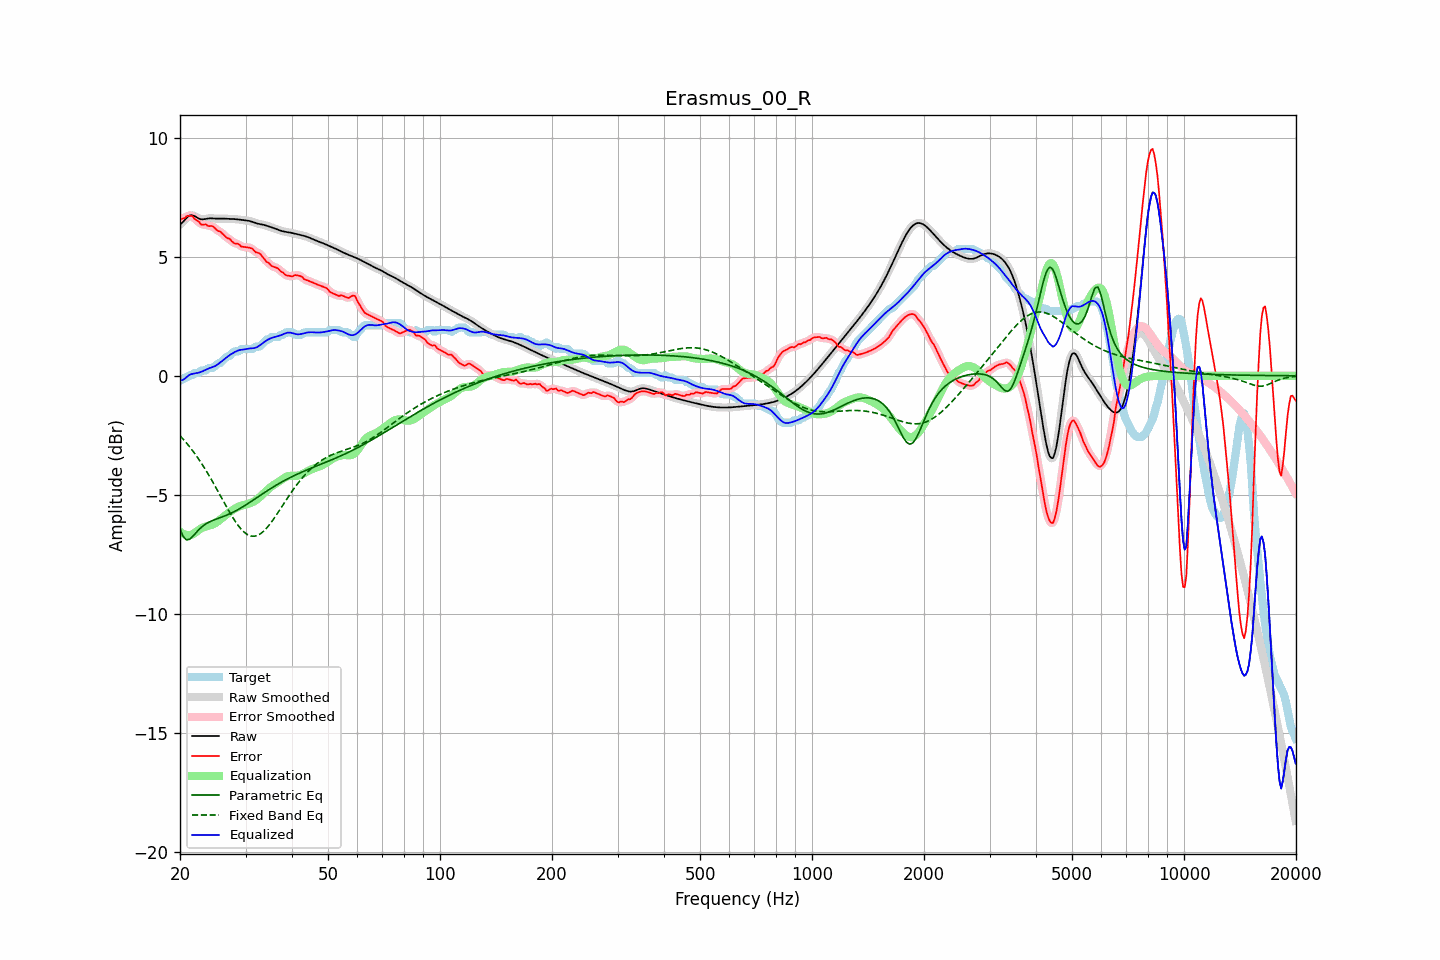 Erasmus_00_R
10
5
0
−5
−10
−15
−20
Amplitude (dBr)
Target
Raw Smoothed
Error Smoothed
Raw
Error
Equalization
Parametric Eq
Fixed Band Eq
Equalized
20 50 100 200 500 1000 2000 5000 10000 20000
Frequency (Hz)